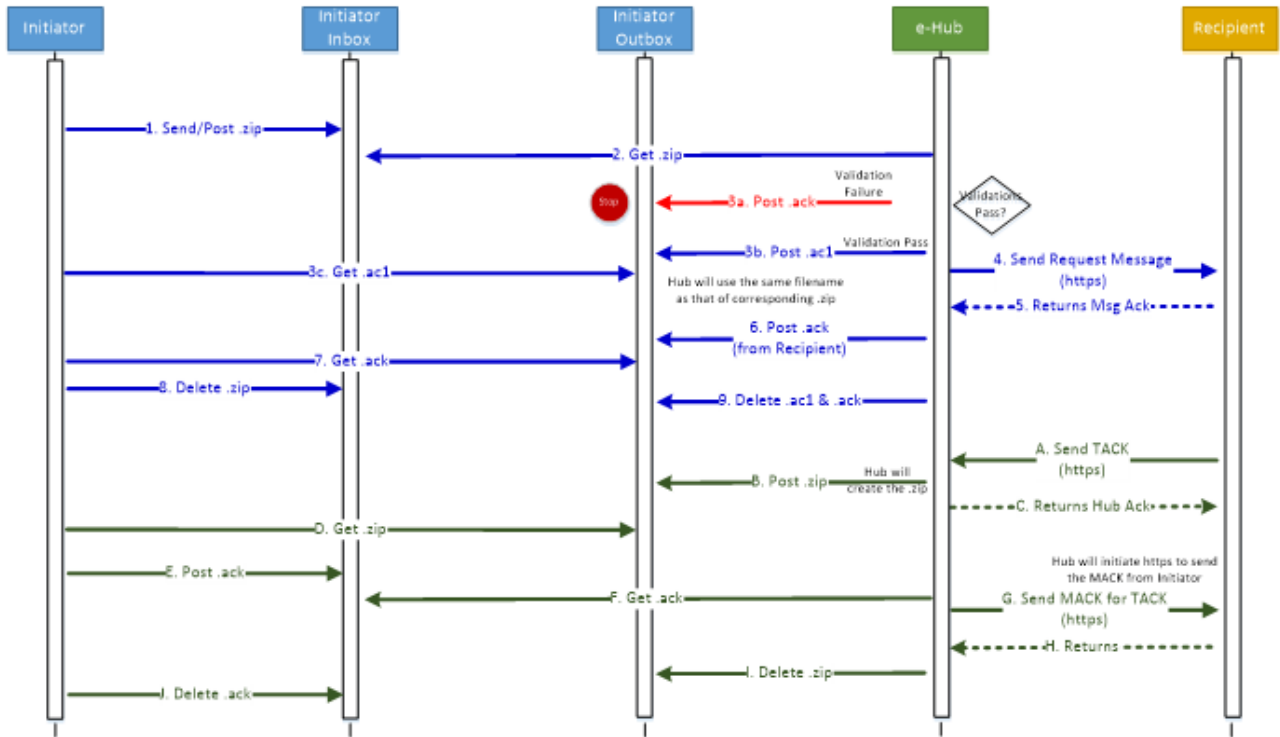 Initiator
Initiator
Inbox
Initiator
Outbox
e-Hub
Recipient
1. Send/Post .zip
2. Get .zip
Validation
Failure
Stop
3a. Post .ack
Validations
Pass?
3b. Post .ac1
Validation Pass
3c. Get .ac1
4. Send Request Message
(https)
Hub will use the same filename
as that of corresponding .zip
5. Returns Msg Ack
6. Post .ack
(from Recipient)
7. Get .ack
8. Delete .zip
9. Delete .ac1 & .ack
A. Send TACK
(https)
B. Post .zip
Hub will
create the .zip
C. Returns Hub Ack
D. Get .zip
E. Post .ack
Hub will initiate https to send
the MACK from Initiator
F. Get .ack
G. Send MACK for TACK
(https)
H. Returns
I. Delete .zip
J. Delete .ack